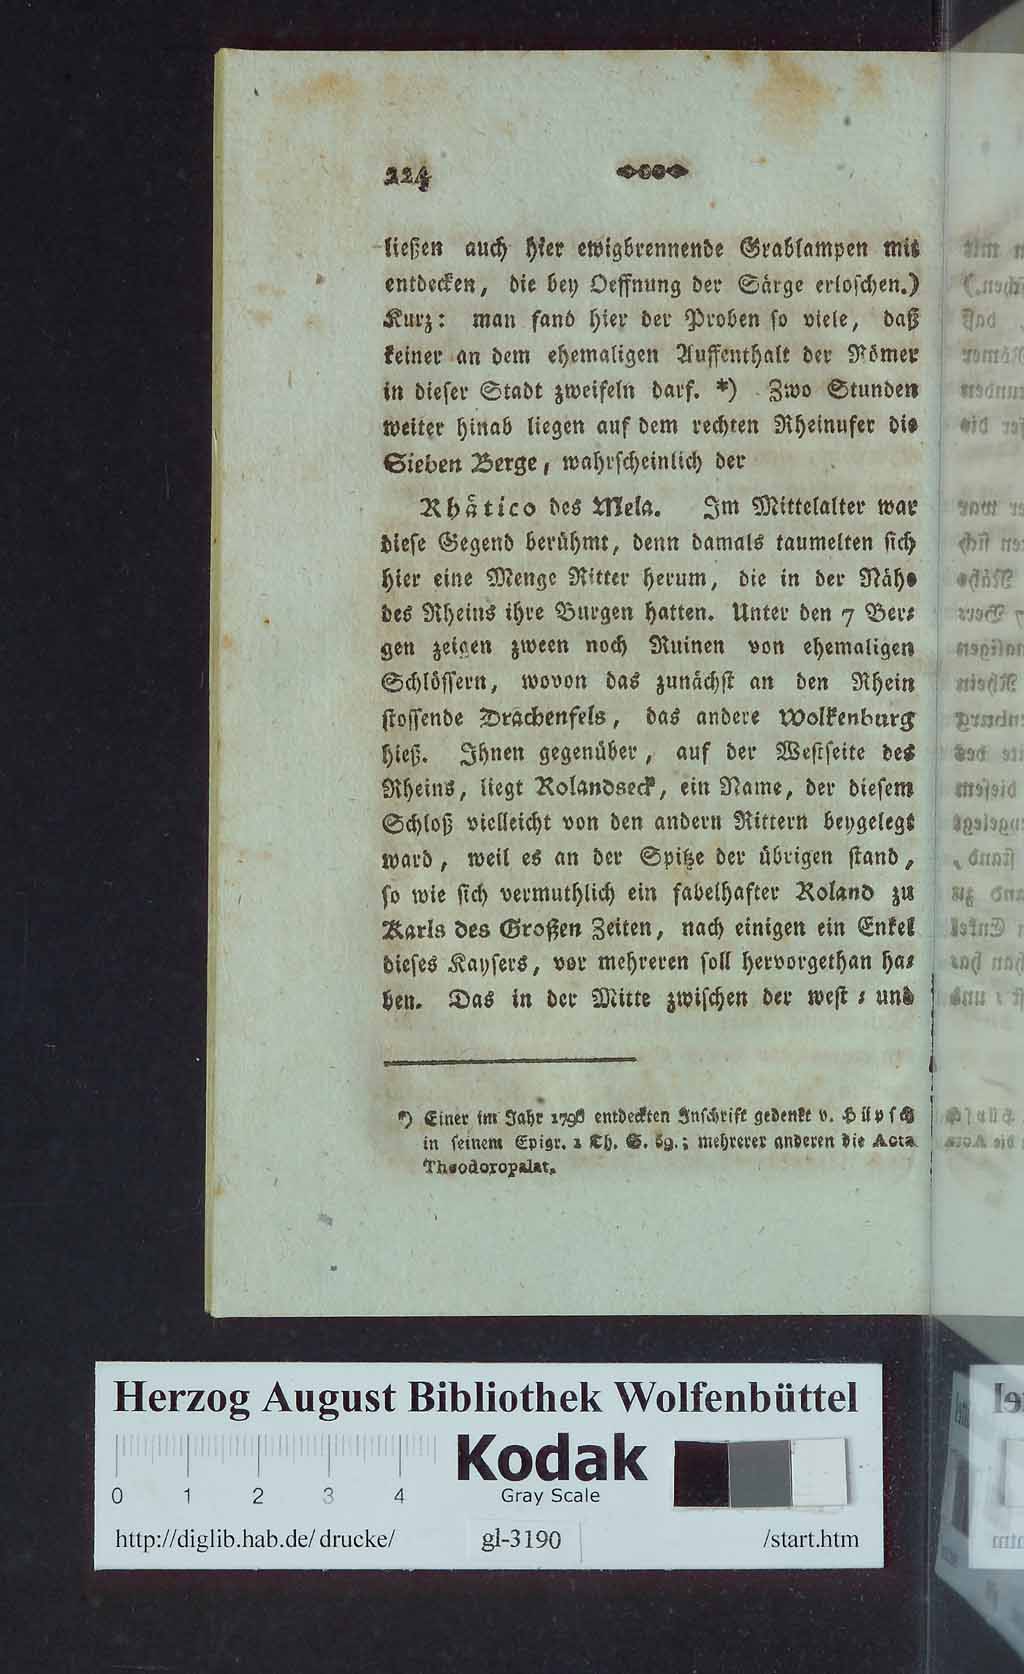 224
ließen auch hier ewigbrennende Grablampen mit
entdecken, die bey Oeffnung der Särge erloschen.)
Kurz: man fand hier der Proben so viele, daß
keiner an dem ehemaligen Auffenthalt der Römer
in dieser Stadt zweifeln darf. *) Zwo Stunden
weiter hinab liegen auf dem rechten Rheinufer die
Sieben Berge, wahrscheinlich der
Rhätico des Mela. Im Mittelalter war
diese Gegend berühmt, denn damals taumelten sich
hier eine Menge Ritter herum, die in der Nähe
des Rheins ihre Burgen hatten. Unter den 7 Ber-
gen zeigen zween noch Ruinen von ehemaligen
Schlössern, wovon das zunächst an den Rhein
stossende Drachenfels, das andere Wolkenburg
hieß. Ihnen gegenüber, auf der Westseite des
Rheins, liegt Rolandseck, ein Name, der diesem
Schloß vielleicht von den andern Rittern beygelegt
ward, weil es an der Spitze der übrigen stand,
so wie sich vermuthlich ein fabelhafter Roland zu
Karls des Großen Zeiten, nach einigen ein Enkel
dieses Kaysers, vor mehreren soll hervorgethan ha-
ben. Das in der Mitte zwischen der west- und
*) Einer im Jahr entdeckten Inschrift gedenkt v. Hüpsch
in seinem Epigr. 1 Th. S. 59.; mehrerer anderen die Acta
Theodoropalat.
Herzog August Bibliothek Wolfenbüttel
Kodak
Gray Scale
0 1 2 3 4
http://diglib.hab.de/drucke/ gl-3190 /start.htm